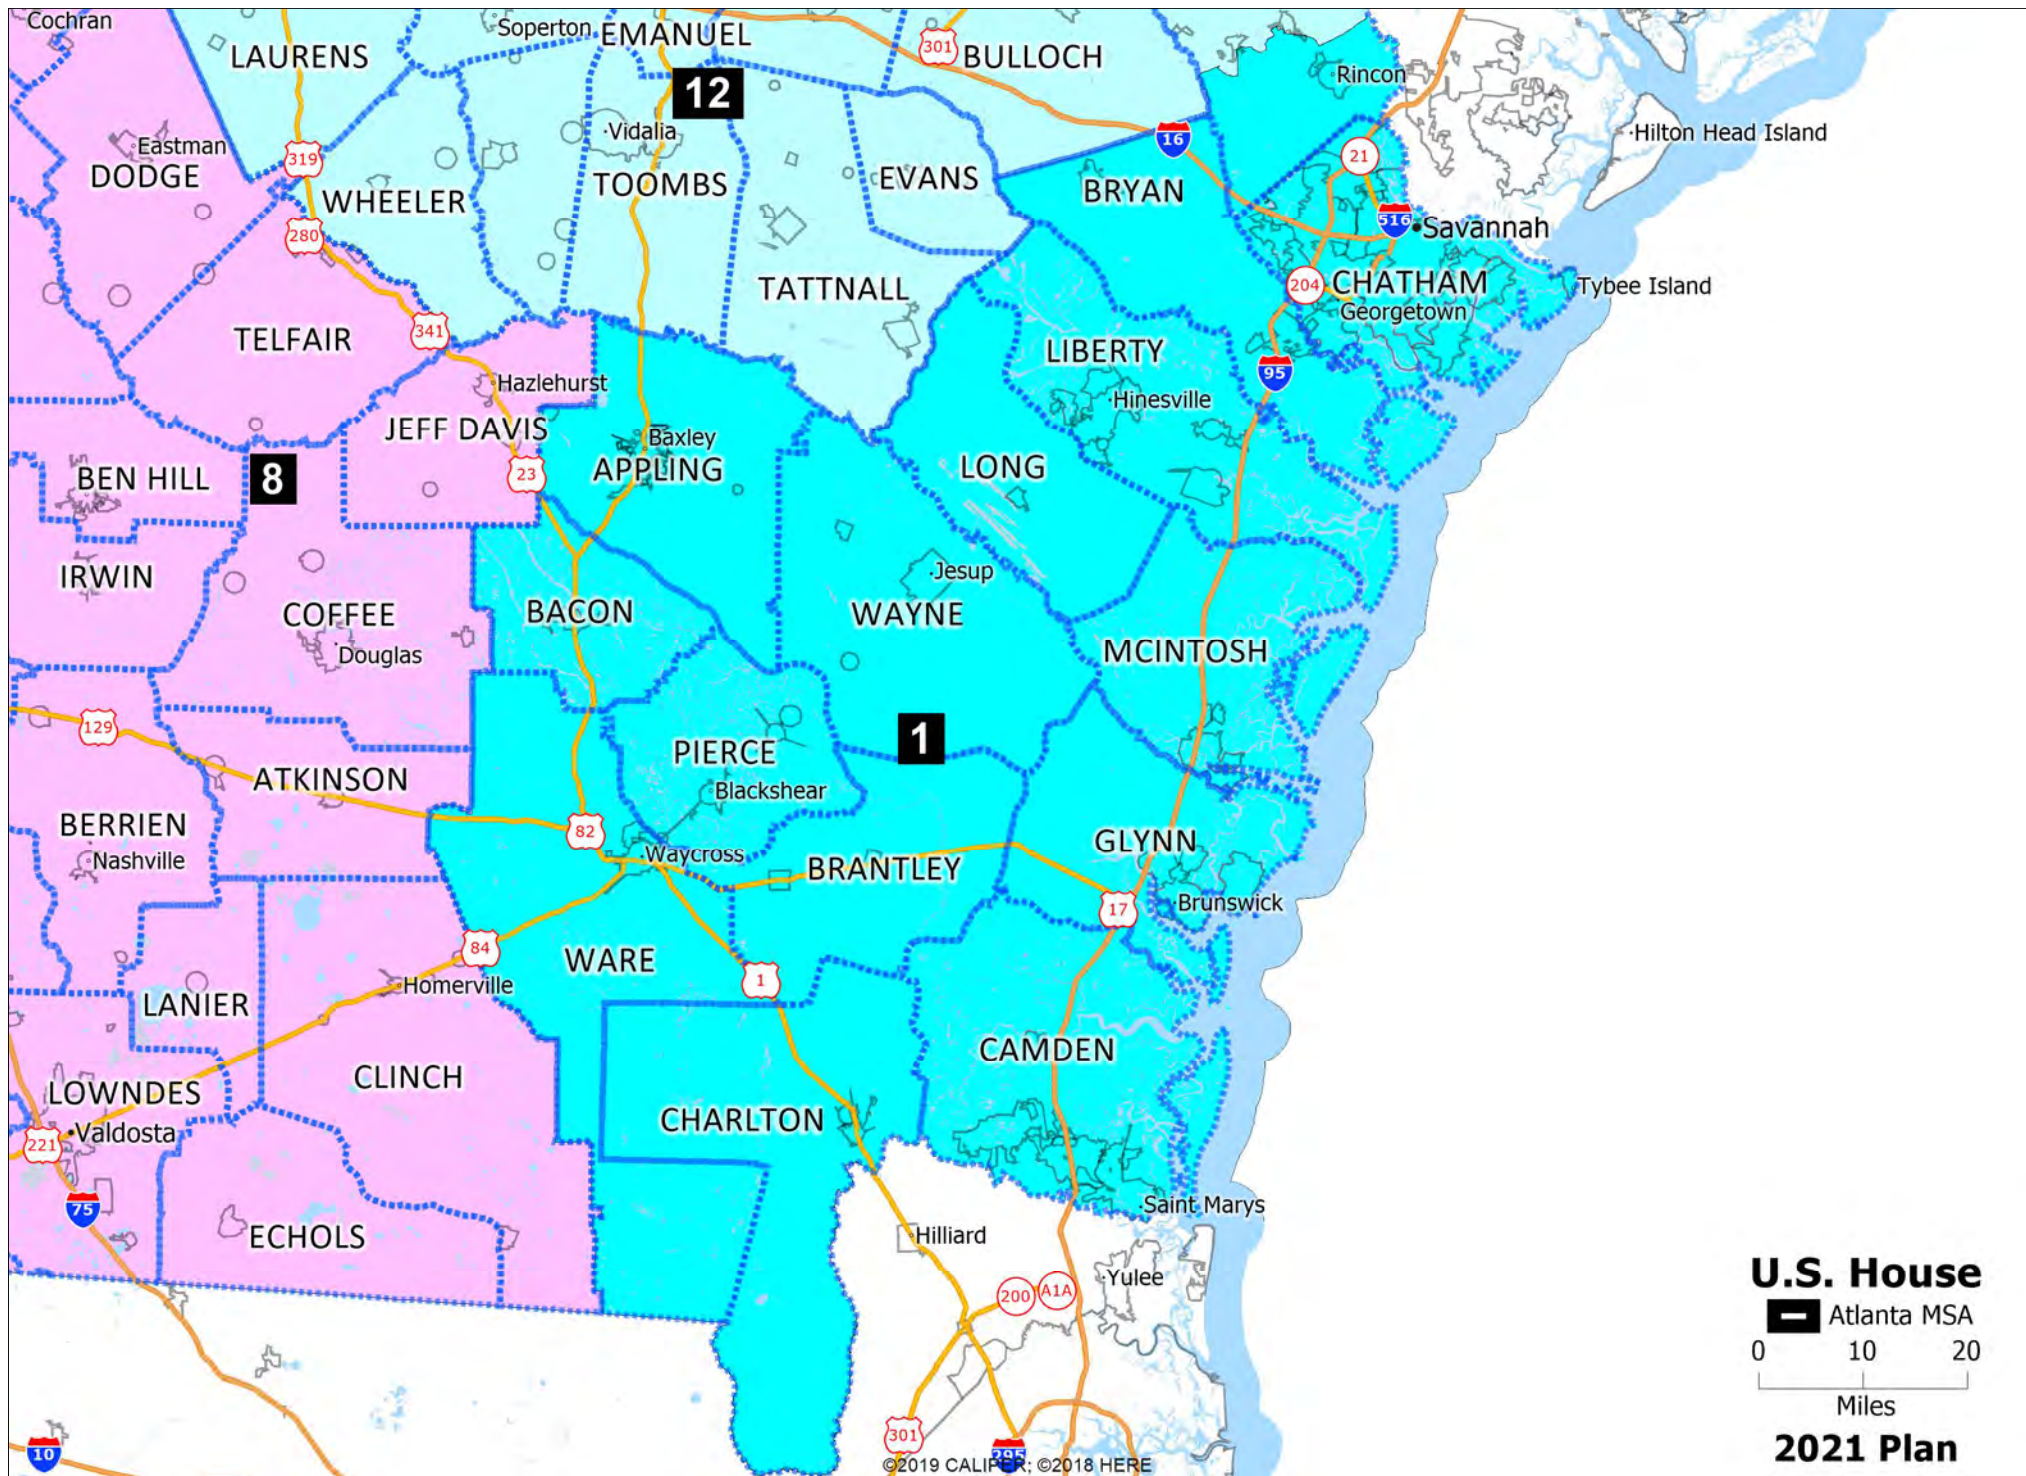 Cochran
LAURENS
Soperton
EMANUEL
301
BULLOCH
Rincon
12
Hilton Head Island
Eastman
DODGE
319
Vidalia
16
21
WHEELER
TOOMBS
EVANS
BRYAN
516
Savannah
280
TATTNALL
204
CHATHAM
Tybee Island
Georgetown
TELFAIR
341
LIBERTY
95
Hazlehurst
Hinesville
JEFF DAVIS
Baxley
BEN HILL
8
23
APPLING
LONG
IRWIN
Jesup
COFFEE
BACON
WAYNE
Douglas
MCINTOSH
129
1
PIERCE
ATKINSON
Blackshear
BERRIEN
82
GLYNN
Nashville
Waycross
BRANTLEY
17
Brunswick
84
WARE
1
Homerville
LANIER
CAMDEN
CLINCH
LOWNDES
CHARLTON
221
Valdosta
75
Saint Marys
ECHOLS
Hilliard
Yulee
200
A1A
U.S. House
Atlanta MSA
0 10 20
Miles
2021 Plan
301
10
295
©2019 CALIPER; ©2018 HERE